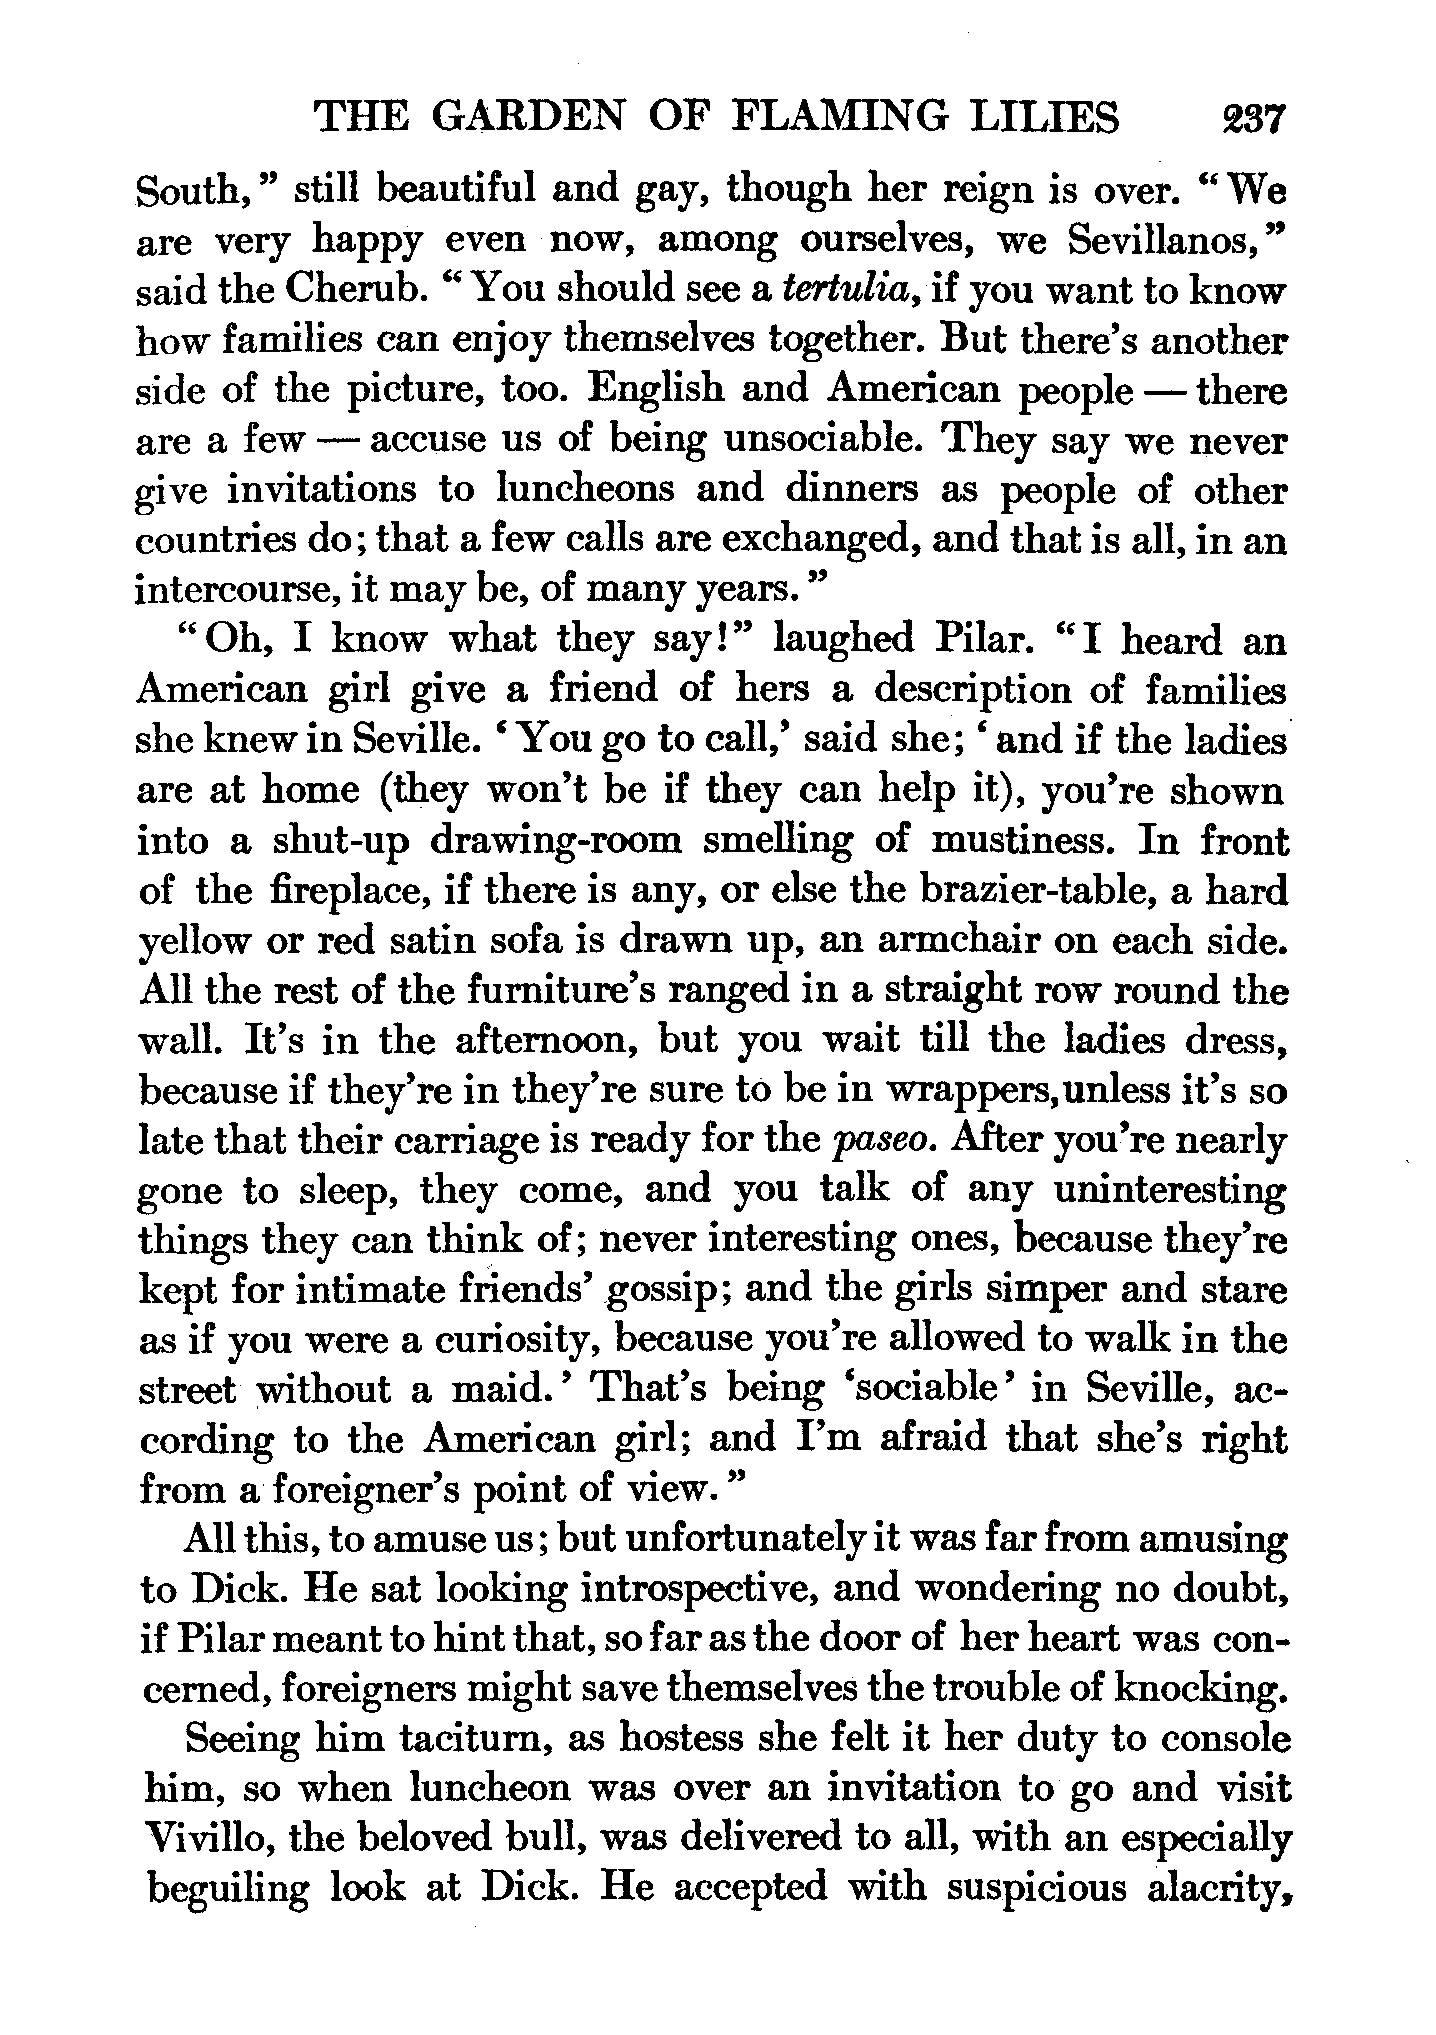 THE GARDEN OF FLAMING LILIES 237
South," still beautiful and gay, though her reign is over. "We
are very happy even now, among ourselves, we Sevillanos,"
said the Cherub. "You should see a tertulia, if you want to know
how families can enjoy themselves together. But there's another
side of the picture, too. English and American people — there
are a few — accuse us of being unsociable. They say we never
give invitations to luncheons and dinners as people of other
countries do; that a few calls are exchanged, and that is all, in an
intercourse, it may be, of many years."
"Oh, I know what they say!" laughed Pilar. "I heard an
American girl give a friend of hers a description of families
she knew in Seville. 'You go to call,' said she; 'and if the ladies
are at home (they won't be if they can help it), you're shown
into a shut-up drawing-room smelling of mustiness. In front
of the fireplace, if there is any, or else the brazier-table, a hard
yellow or red satin sofa is drawn up, an armchair on each side.
All the rest of the furniture's ranged in a straight row round the
wall. It's in the afternoon, but you wait till the ladies dress,
because if they're in they're sure to be in wrappers, unless it's so
late that their carriage is ready for the paseo. After you're nearly
gone to sleep, they come, and you talk of any uninteresting
things they can think of; never interesting ones, because they're
kept for intimate friends' gossip; and the girls simper and stare
as if you were a curiosity, because you're allowed to walk in the
street without a maid.' That's being 'sociable' in Seville, ac-
cording to the American girl; and I'm afraid that she's right
from a foreigner's point of view."
All this, to amuse us; but unfortunately it was far from amusing
to Dick. He sat looking introspective, and wondering no doubt,
if Pilar meant to hint that, so far as the door of her heart was con-
cerned, foreigners might save themselves the trouble of knocking.
Seeing him taciturn, as hostess she felt it her duty to console
him, so when luncheon was over an invitation to go and visit
Vivillo, the beloved bull, was delivered to all, with an especially
beguiling look at Dick. He accepted with suspicious alacrity,